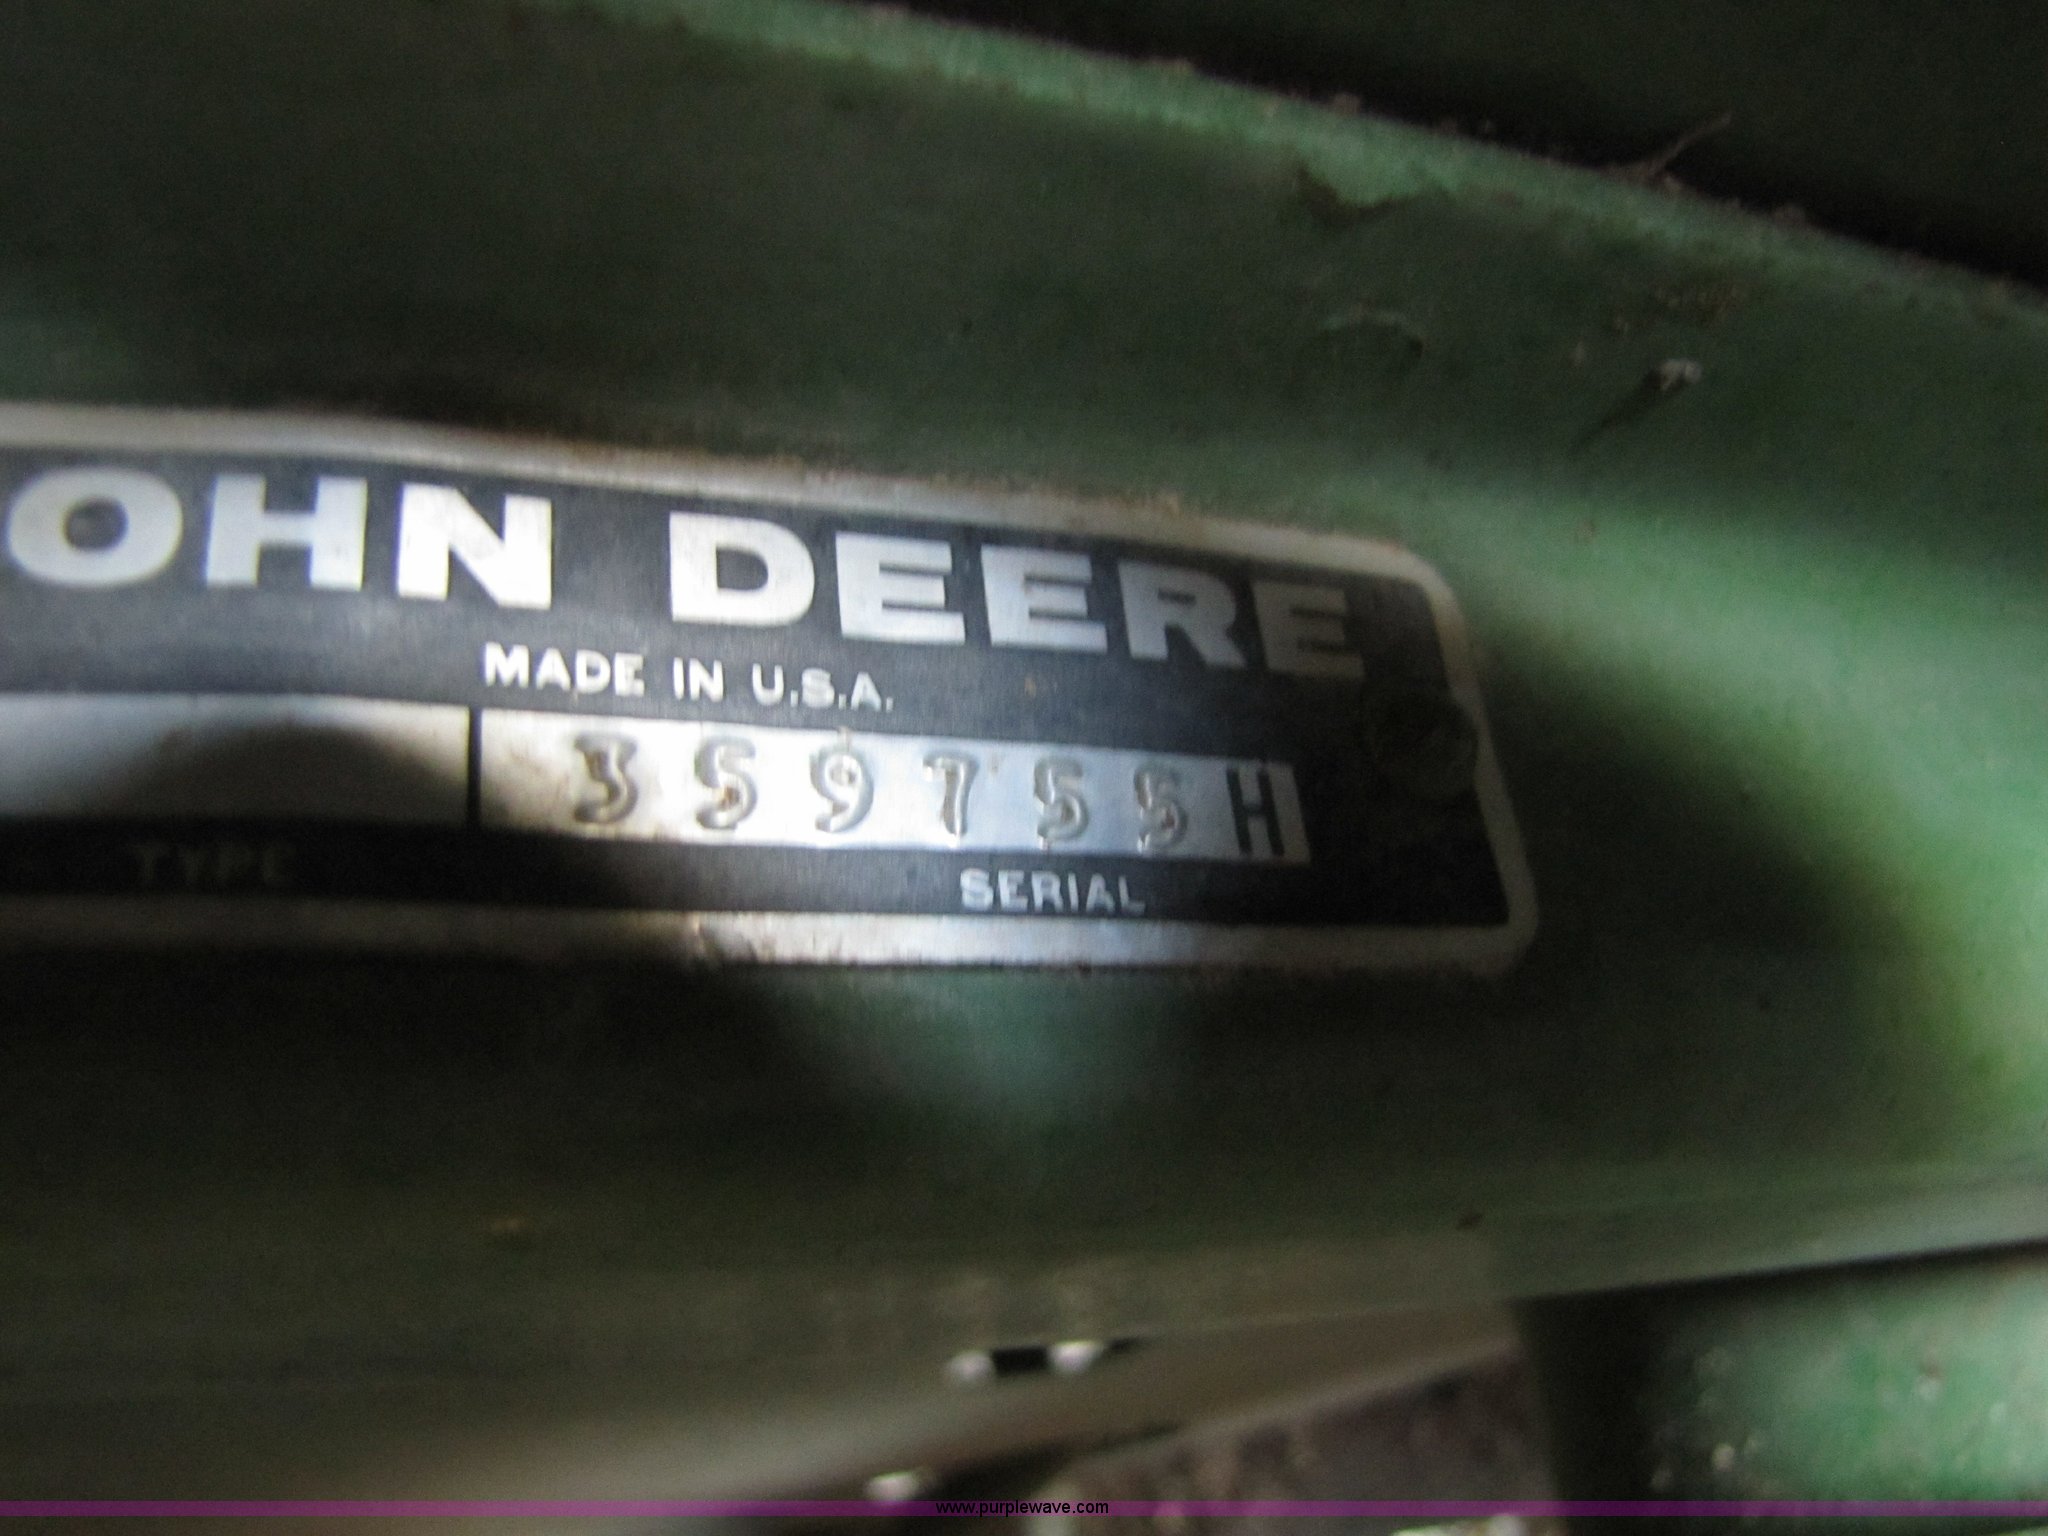 OHN DEERE
MADE IN U.S.A.
359755H
TYPE SERIAL
www.purplewave.com